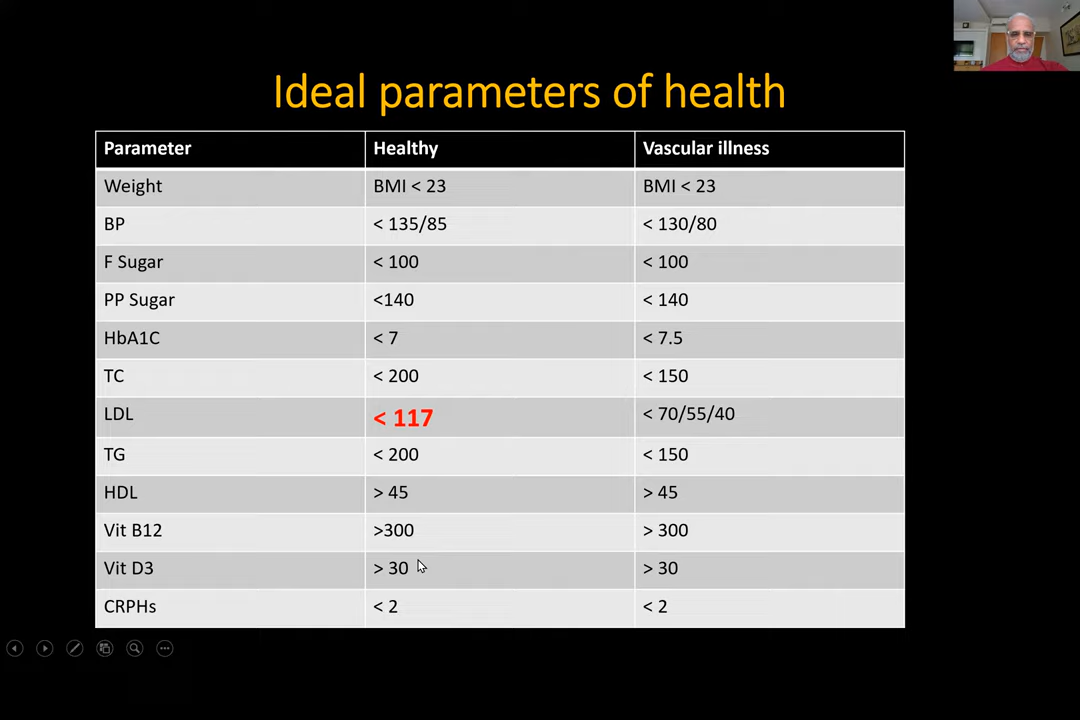 Ideal parameters of health
Parameter Healthy Vascular illness
Weight BMI < 23 BMI < 23
BP < 135/85 < 130/80
F Sugar < 100 < 100
PP Sugar <140 < 140
HbA1C < 7 < 7.5
TC < 200 < 150
LDL < 117 < 70/55/40
TG < 200 < 150
HDL > 45 > 45
Vit B12 >300 > 300
Vit D3 > 30 > 30
CRPHs < 2 < 2